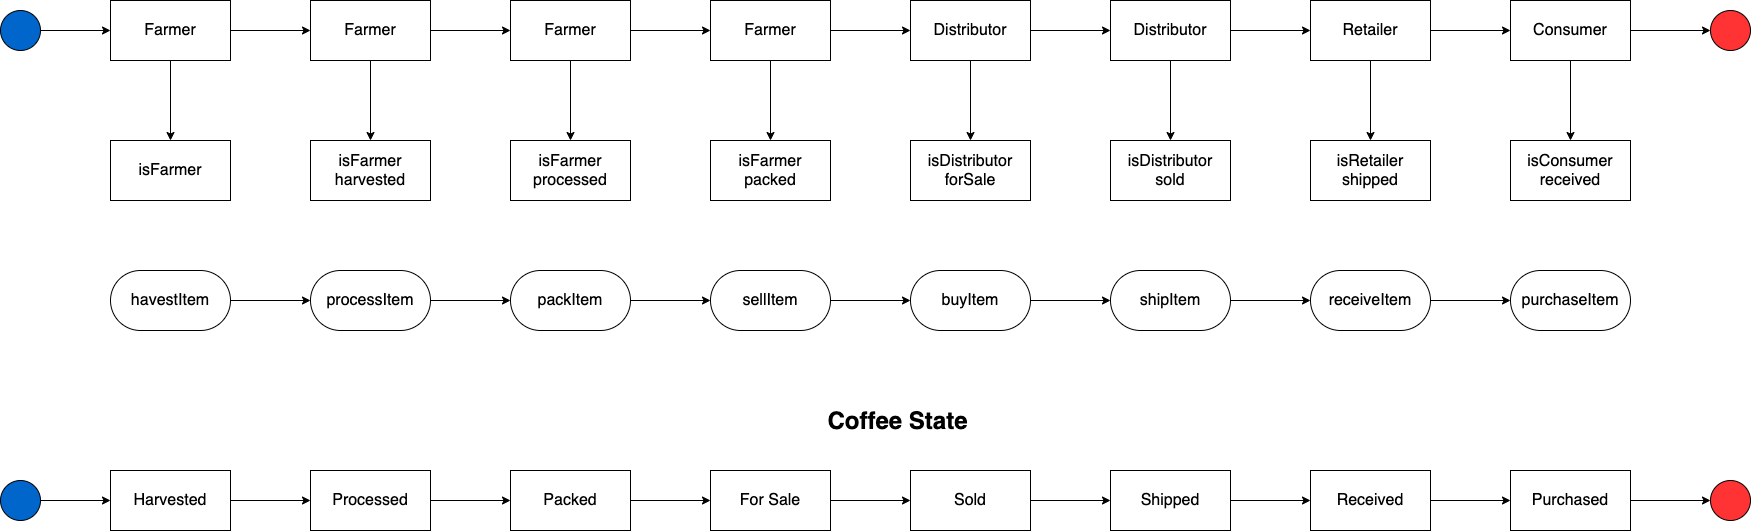 Farmer
Farmer
Farmer
Farmer
Distributor
Distributor
Retailer
Consumer
isFarmer
isFarmer
harvested
isFarmer
processed
isFarmer
packed
isDistributor
forSale
isDistributor
sold
isRetailer
shipped
isConsumer
received
havestItem
processItem
packItem
sellItem
buyItem
shipItem
receiveItem
purchaseItem
Coffee State
Harvested
Processed
Packed
For Sale
Sold
Shipped
Received
Purchased